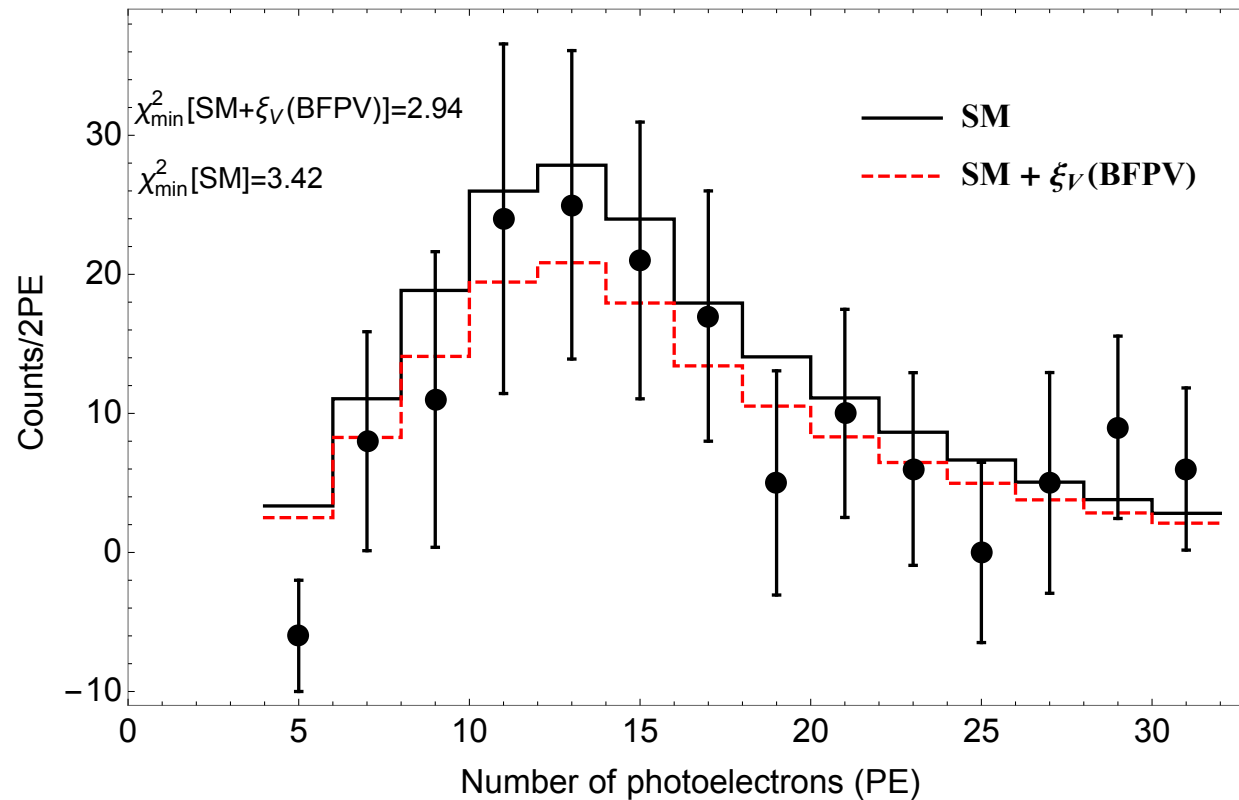 χ²min[SM+ξV(BFPV)]=2.94
χ²min[SM]=3.42
SM
SM + ξV(BFPV)
Counts/2PE
30
20
10
0
−10
0 5 10 15 20 25 30
Number of photoelectrons (PE)